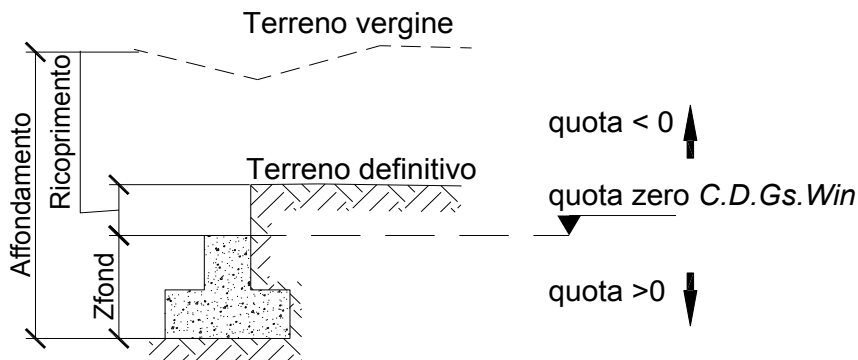 Terreno vergine
Affondamento
Ricoprimento
quota < 0
Terreno definitivo
quota zero C.D.Gs.Win
Zfond
quota >0